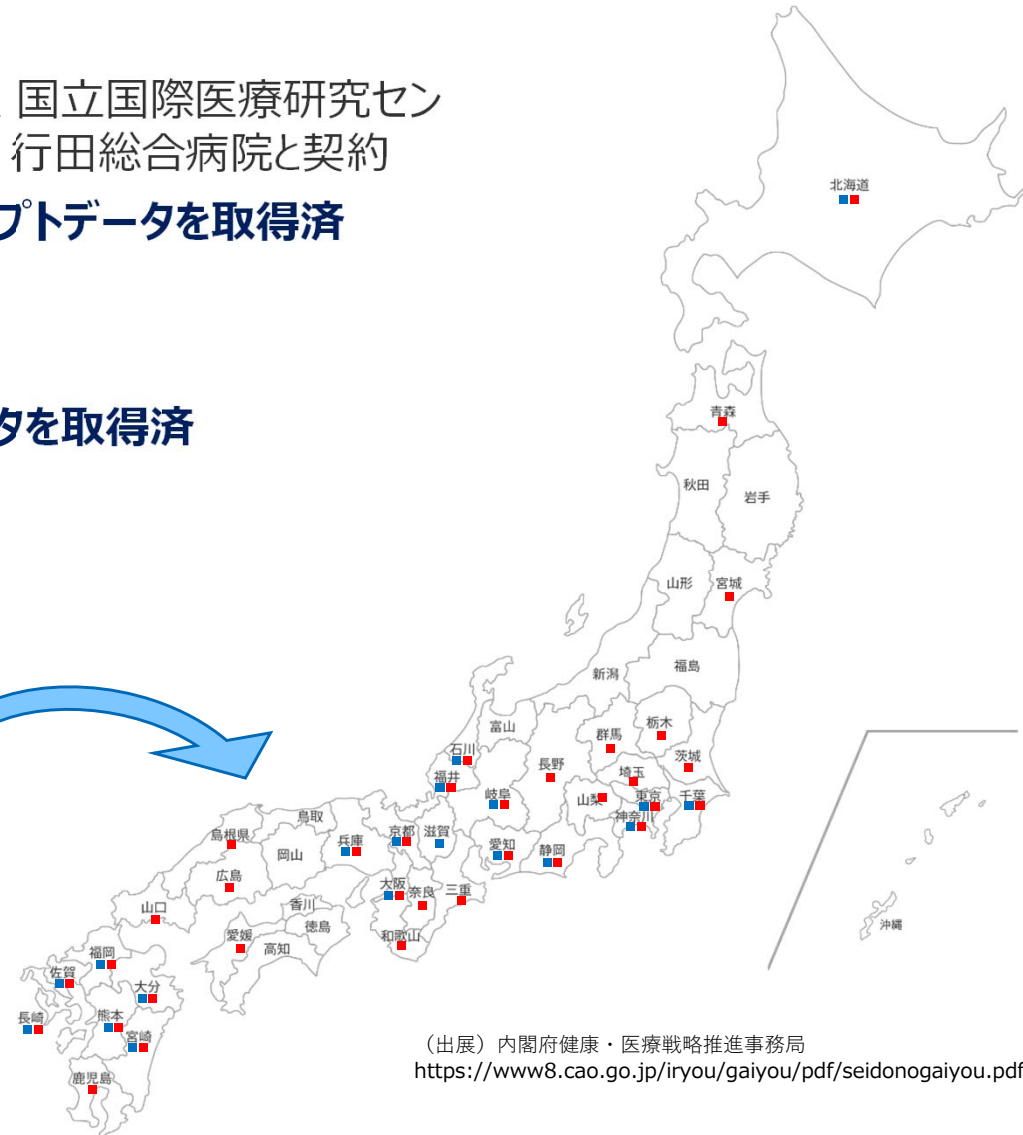 国立国際医療研究セン
行田総合病院と契約
プトデータを取得済
タを取得済
北海道
青森
秋田
岩手
山形
宮城
新潟
福島
富山
石川
福井
長野
群馬
栃木
茨城
埼玉
山梨
東京
千葉
神奈川
岐阜
愛知
静岡
鳥取
島根県
岡山
兵庫
京都
滋賀
広島
大阪
奈良
三重
和歌山
山口
香川
徳島
愛媛
高知
福岡
佐賀
大分
長崎
熊本
宮崎
鹿児島
沖縄
（出展）内閣府健康・医療戦略推進事務局
https://www8.cao.go.jp/iryou/gaiyou/pdf/seidonogaiyou.pdf